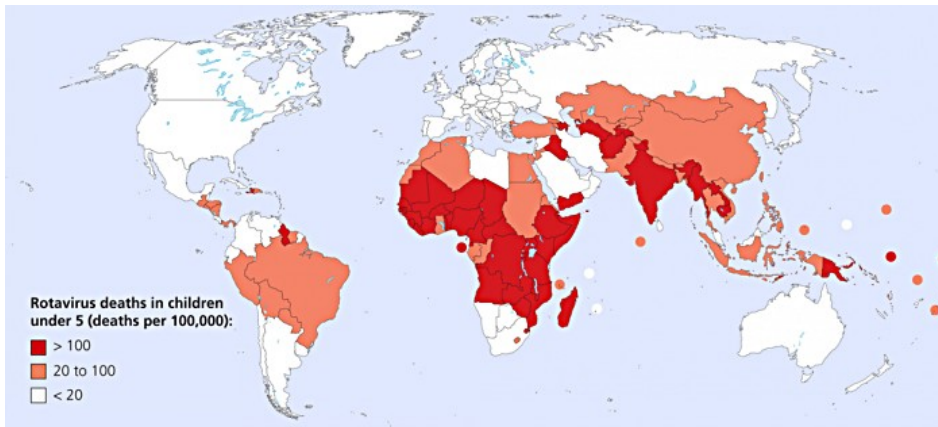 Rotavirus deaths in children
under 5 (deaths per 100,000):
> 100
20 to 100
< 20